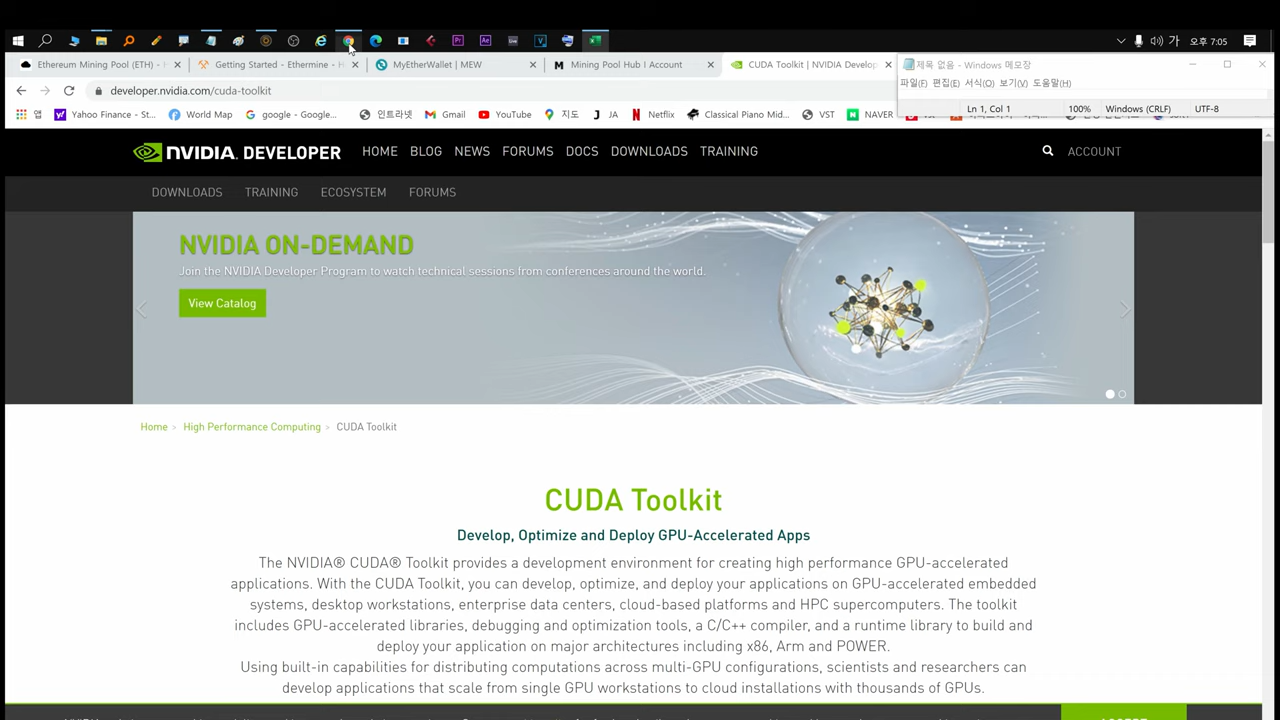 오후 7:05
Ethereum Mining Pool (ETH) - H
Getting Started - Ethermine - H
MyEtherWallet | MEW
Mining Pool Hub | Account
CUDA Toolkit | NVIDIA Develop
제목 없음 - Windows 메모장
파일(F) 편집(E) 서식(O) 보기(V) 도움말(H)
developer.nvidia.com/cuda-toolkit
Ln 1, Col 1 100% Windows (CRLF) UTF-8
앱 Yahoo Finance - St... World Map google - Google... 인트라넷 Gmail YouTube 지도 JA Netflix Classical Piano Mid... VST NAVER
NVIDIA DEVELOPER HOME BLOG NEWS FORUMS DOCS DOWNLOADS TRAINING ACCOUNT
DOWNLOADS TRAINING ECOSYSTEM FORUMS
NVIDIA ON-DEMAND
Join the NVIDIA Developer Program to watch technical sessions from conferences around the world.
View Catalog
Home > High Performance Computing > CUDA Toolkit
CUDA Toolkit
Develop, Optimize and Deploy GPU-Accelerated Apps
The NVIDIA® CUDA® Toolkit provides a development environment for creating high performance GPU-accelerated
applications. With the CUDA Toolkit, you can develop, optimize, and deploy your applications on GPU-accelerated embedded
systems, desktop workstations, enterprise data centers, cloud-based platforms and HPC supercomputers. The toolkit
includes GPU-accelerated libraries, debugging and optimization tools, a C/C++ compiler, and a runtime library to build and
deploy your application on major architectures including x86, Arm and POWER.
Using built-in capabilities for distributing computations across multi-GPU configurations, scientists and researchers can
develop applications that scale from single GPU workstations to cloud installations with thousands of GPUs.